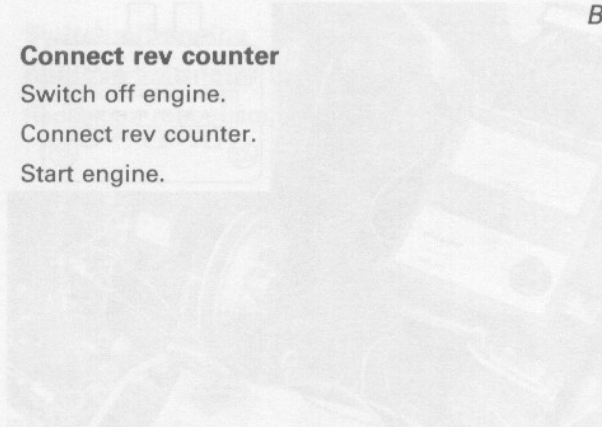 B
Connect rev counter
Switch off engine.
Connect rev counter.
Start engine.